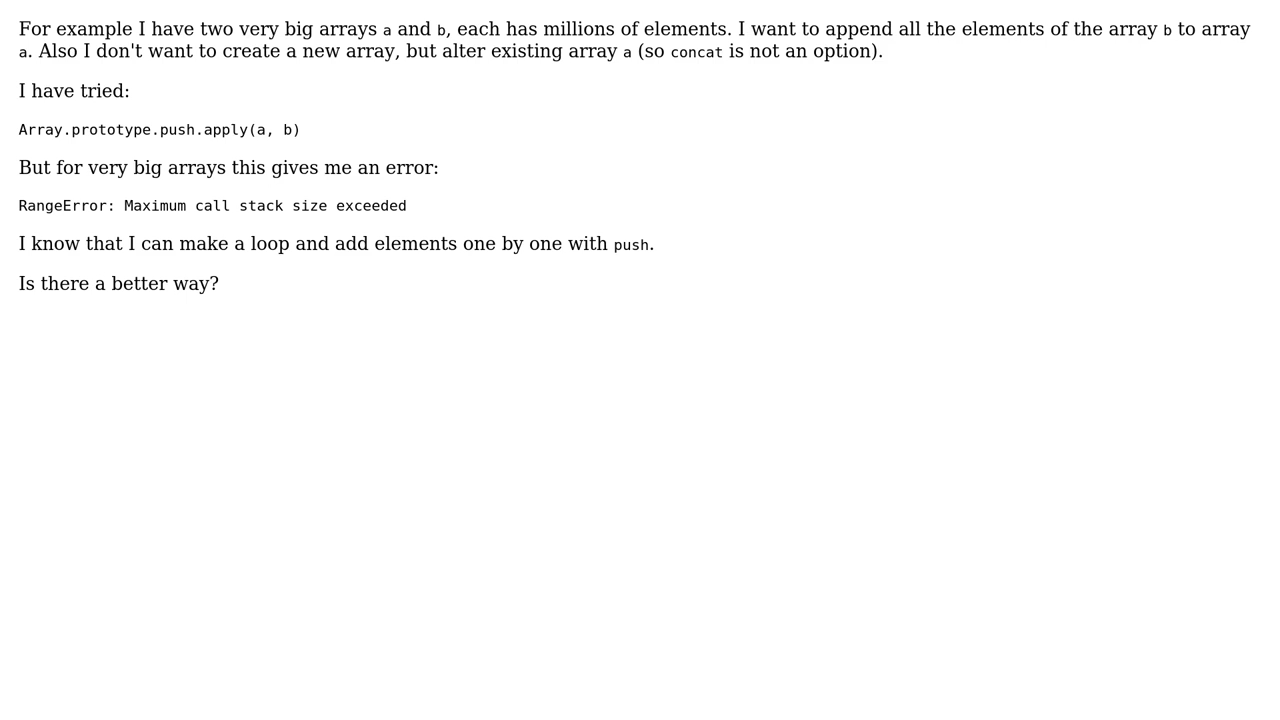 For example I have two very big arrays a and b, each has millions of elements. I want to append all the elements of the array b to array
a. Also I don't want to create a new array, but alter existing array a (so concat is not an option).
I have tried:
Array.prototype.push.apply(a, b)
But for very big arrays this gives me an error:
RangeError: Maximum call stack size exceeded
I know that I can make a loop and add elements one by one with push.
Is there a better way?